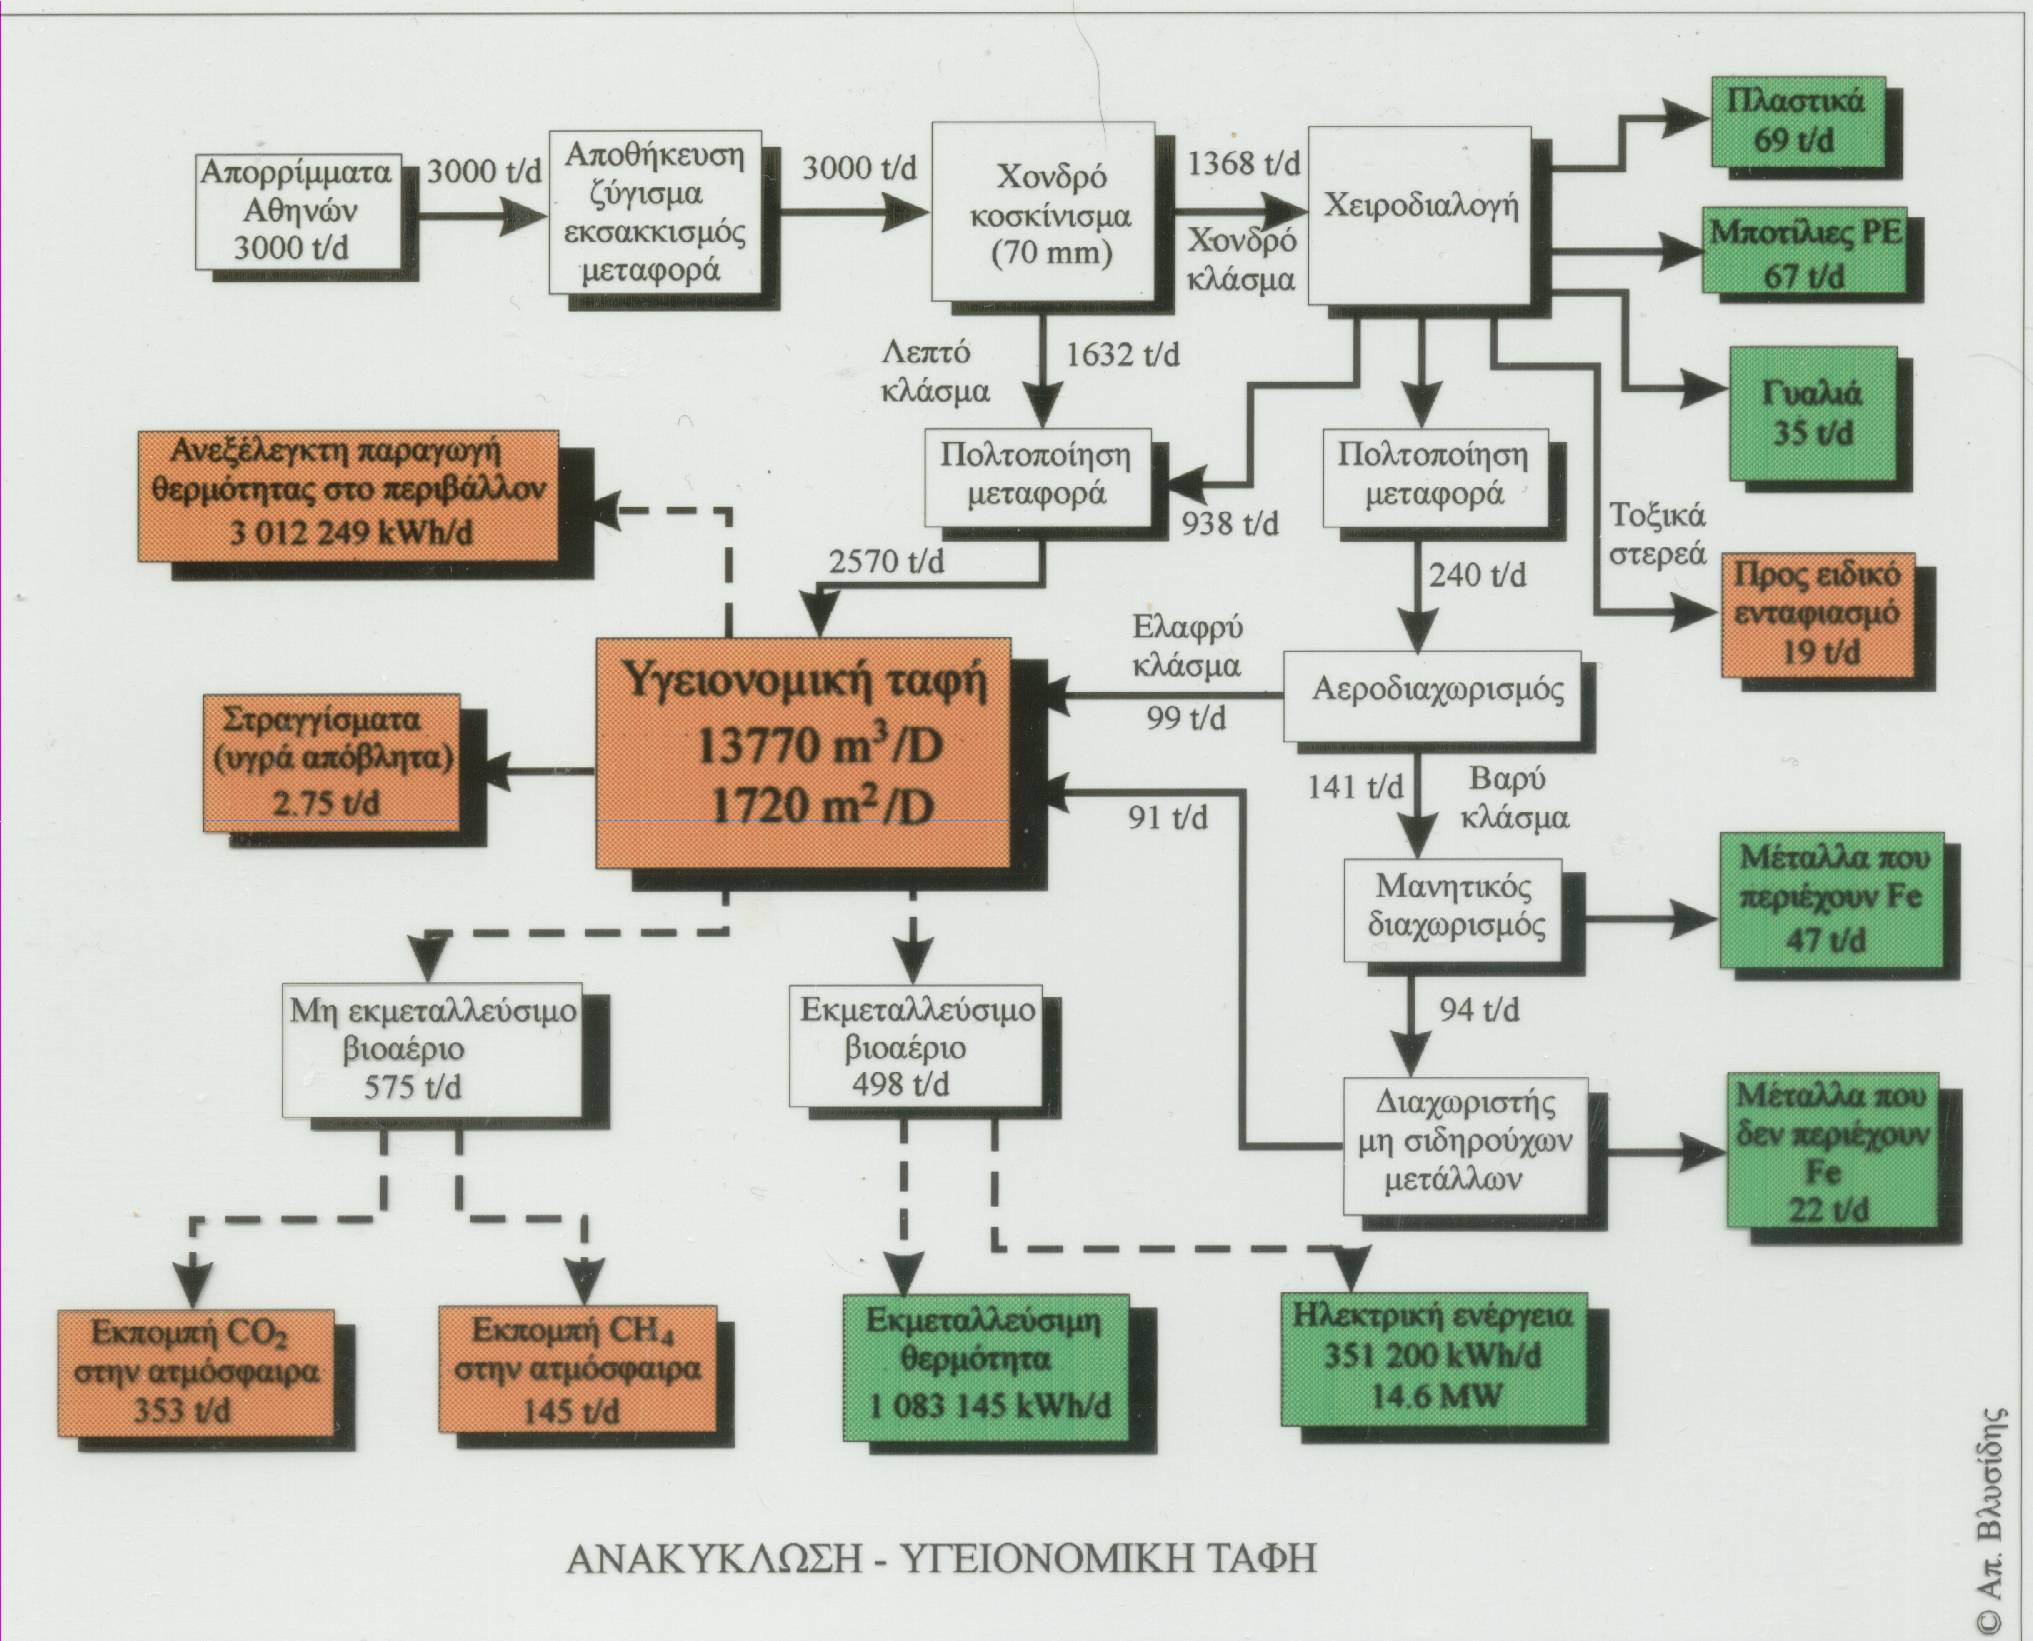 Απορρίμματα
Αθηνών
3000 t/d
3000 t/d
Αποθήκευση
ζύγισμα
εκσακκισμός
μεταφορά
3000 t/d
Χονδρό
κοσκίνισμα
(70 mm)
1368 t/d
Χονδρό
κλάσμα
Χειροδιαλογή
Πλαστικά
69 t/d
Μποτίλιες PE
67 t/d
Γυαλιά
35 t/d
Λεπτό
κλάσμα
1632 t/d
Πολτοποίηση
μεταφορά
938 t/d
Πολτοποίηση
μεταφορά
Τοξικά
στερεά
Προς ειδικό
ενταφιασμό
19 t/d
Ανεξέλεγκτη παραγωγή
θερμότητας στο περιβάλλον
3 012 249 kWh/d
2570 t/d
240 t/d
Υγειονομική ταφή
13770 m³/D
1720 m²/D
Ελαφρύ
κλάσμα
99 t/d
Αεροδιαχωρισμός
Στραγγίσματα
(υγρά απόβλητα)
2.75 t/d
91 t/d
141 t/d
Βαρύ
κλάσμα
Μανητικός
διαχωρισμός
Μέταλλα που
περιέχουν Fe
47 t/d
94 t/d
Μη εκμεταλλεύσιμο
βιοαέριο
575 t/d
Εκμεταλλεύσιμο
βιοαέριο
498 t/d
Διαχωριστής
μη σιδηρούχων
μετάλλων
Μέταλλα που
δεν περιέχουν
Fe
22 t/d
Εκπομπή CO₂
στην ατμόσφαιρα
353 t/d
Εκπομπή CH₄
στην ατμόσφαιρα
145 t/d
Εκμεταλλεύσιμη
θερμότητα
1 083 145 kWh/d
Ηλεκτρική ενέργεια
351 200 kWh/d
14.6 MW
ΑΝΑΚΥΚΛΩΣΗ - ΥΓΕΙΟΝΟΜΙΚΗ ΤΑΦΗ
© Απ. Βλυσίδης